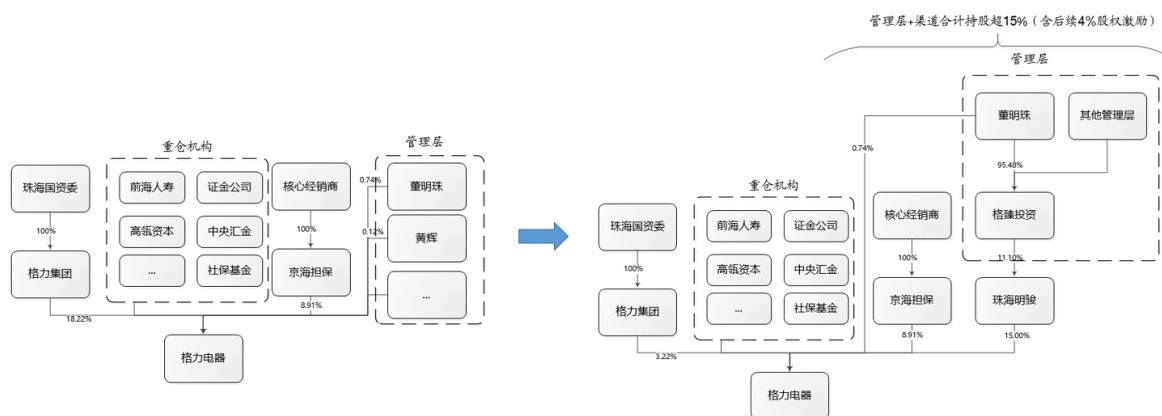 管理层+渠道合计持股超15%（含后续4%股权激励）
重仓机构
管理层
珠海国资委
前海人寿
证金公司
核心经销商
0.74%
董明珠
100%
高瓴资本
中央汇金
100%
0.12%
黄辉
格力集团
...
社保基金
京海担保
...
18.22%
8.91%
格力电器
管理层
董明珠
其他管理层
0.74%
95.48%
重仓机构
珠海国资委
前海人寿
证金公司
核心经销商
格臻投资
100%
高瓴资本
中央汇金
100%
11.10%
格力集团
...
社保基金
京海担保
珠海明骏
3.22%
8.91%
15.00%
格力电器